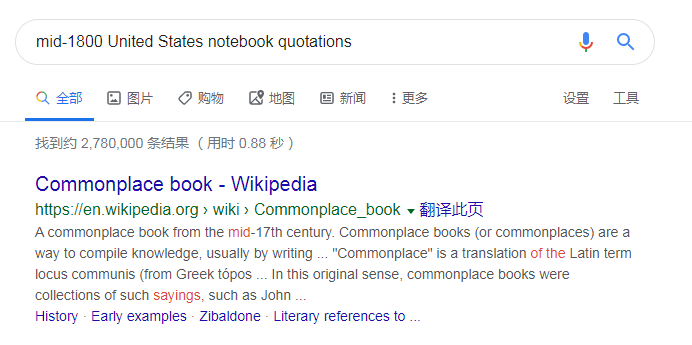 mid-1800 United States notebook quotations
全部 图片 购物 地图 新闻 更多 设置 工具
找到约 2,780,000 条结果 （用时 0.88 秒）
Commonplace book - Wikipedia
https://en.wikipedia.org › wiki › Commonplace_book 翻译此页
A commonplace book from the mid-17th century. Commonplace books (or commonplaces) are a
way to compile knowledge, usually by writing ... "Commonplace" is a translation of the Latin term
locus communis (from Greek tópos ... In this original sense, commonplace books were
collections of such sayings, such as John ...
History · Early examples · Zibaldone · Literary references to ...